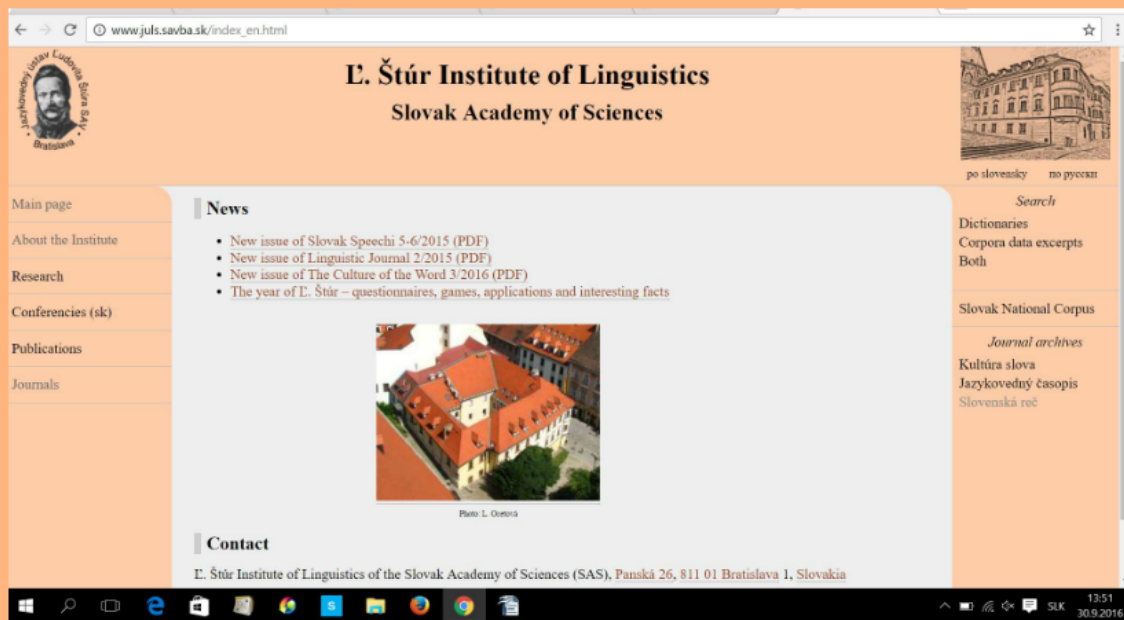 www.juls.savba.sk/index_en.html
Jazykovedný ústav Ľudovíta Štúra SAV
Bratislava
Ľ. Štúr Institute of Linguistics
Slovak Academy of Sciences
po slovensky по русски
Main page
About the Institute
Research
Conferencies (sk)
Publications
Journals
News
New issue of Slovak Speechi 5-6/2015 (PDF)
New issue of Linguistic Journal 2/2015 (PDF)
New issue of The Culture of the Word 3/2016 (PDF)
The year of Ľ. Štúr – questionnaires, games, applications and interesting facts
Photo: L.
Contact
Ľ. Štúr Institute of Linguistics of the Slovak Academy of Sciences (SAS), Panská 26, 811 01 Bratislava 1, Slovakia
Search
Dictionaries
Corpora data excerpts
Both
Slovak National Corpus
Journal archives
Kultúra slova
Jazykovedný časopis
Slovenská reč
SLK
13:51
30.9.2016